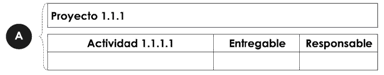 Proyecto 1.1.1
A
Actividad 1.1.1.1 Entregable Responsable